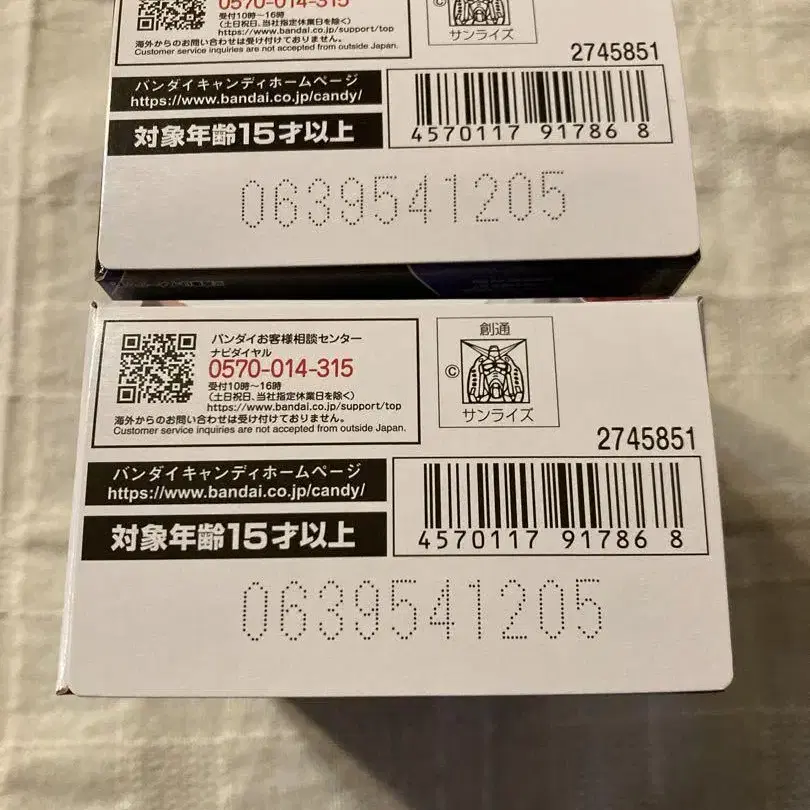 0570-014-315
受付10時～16時
(土日祝日、当社指定休業日を除く)
https://www.bandai.co.jp/support/top
海外からのお問い合わせは受け付けておりません。
Customer service inquiries are not accepted from outside Japan.
©
サンライズ
2745851
バンダイキャンディホームページ
https://www.bandai.co.jp/candy/
対象年齢15才以上
4570117 91786 8
0639541205
バンダイお客様相談センター
ナビダイヤル
0570-014-315
受付10時～16時
(土日祝日、当社指定休業日を除く)
https://www.bandai.co.jp/support/top
海外からのお問い合わせは受け付けておりません。
Customer service inquiries are not accepted from outside Japan.
創通
©
サンライズ
2745851
バンダイキャンディホームページ
https://www.bandai.co.jp/candy/
対象年齢15才以上
4570117 91786 8
0639541205